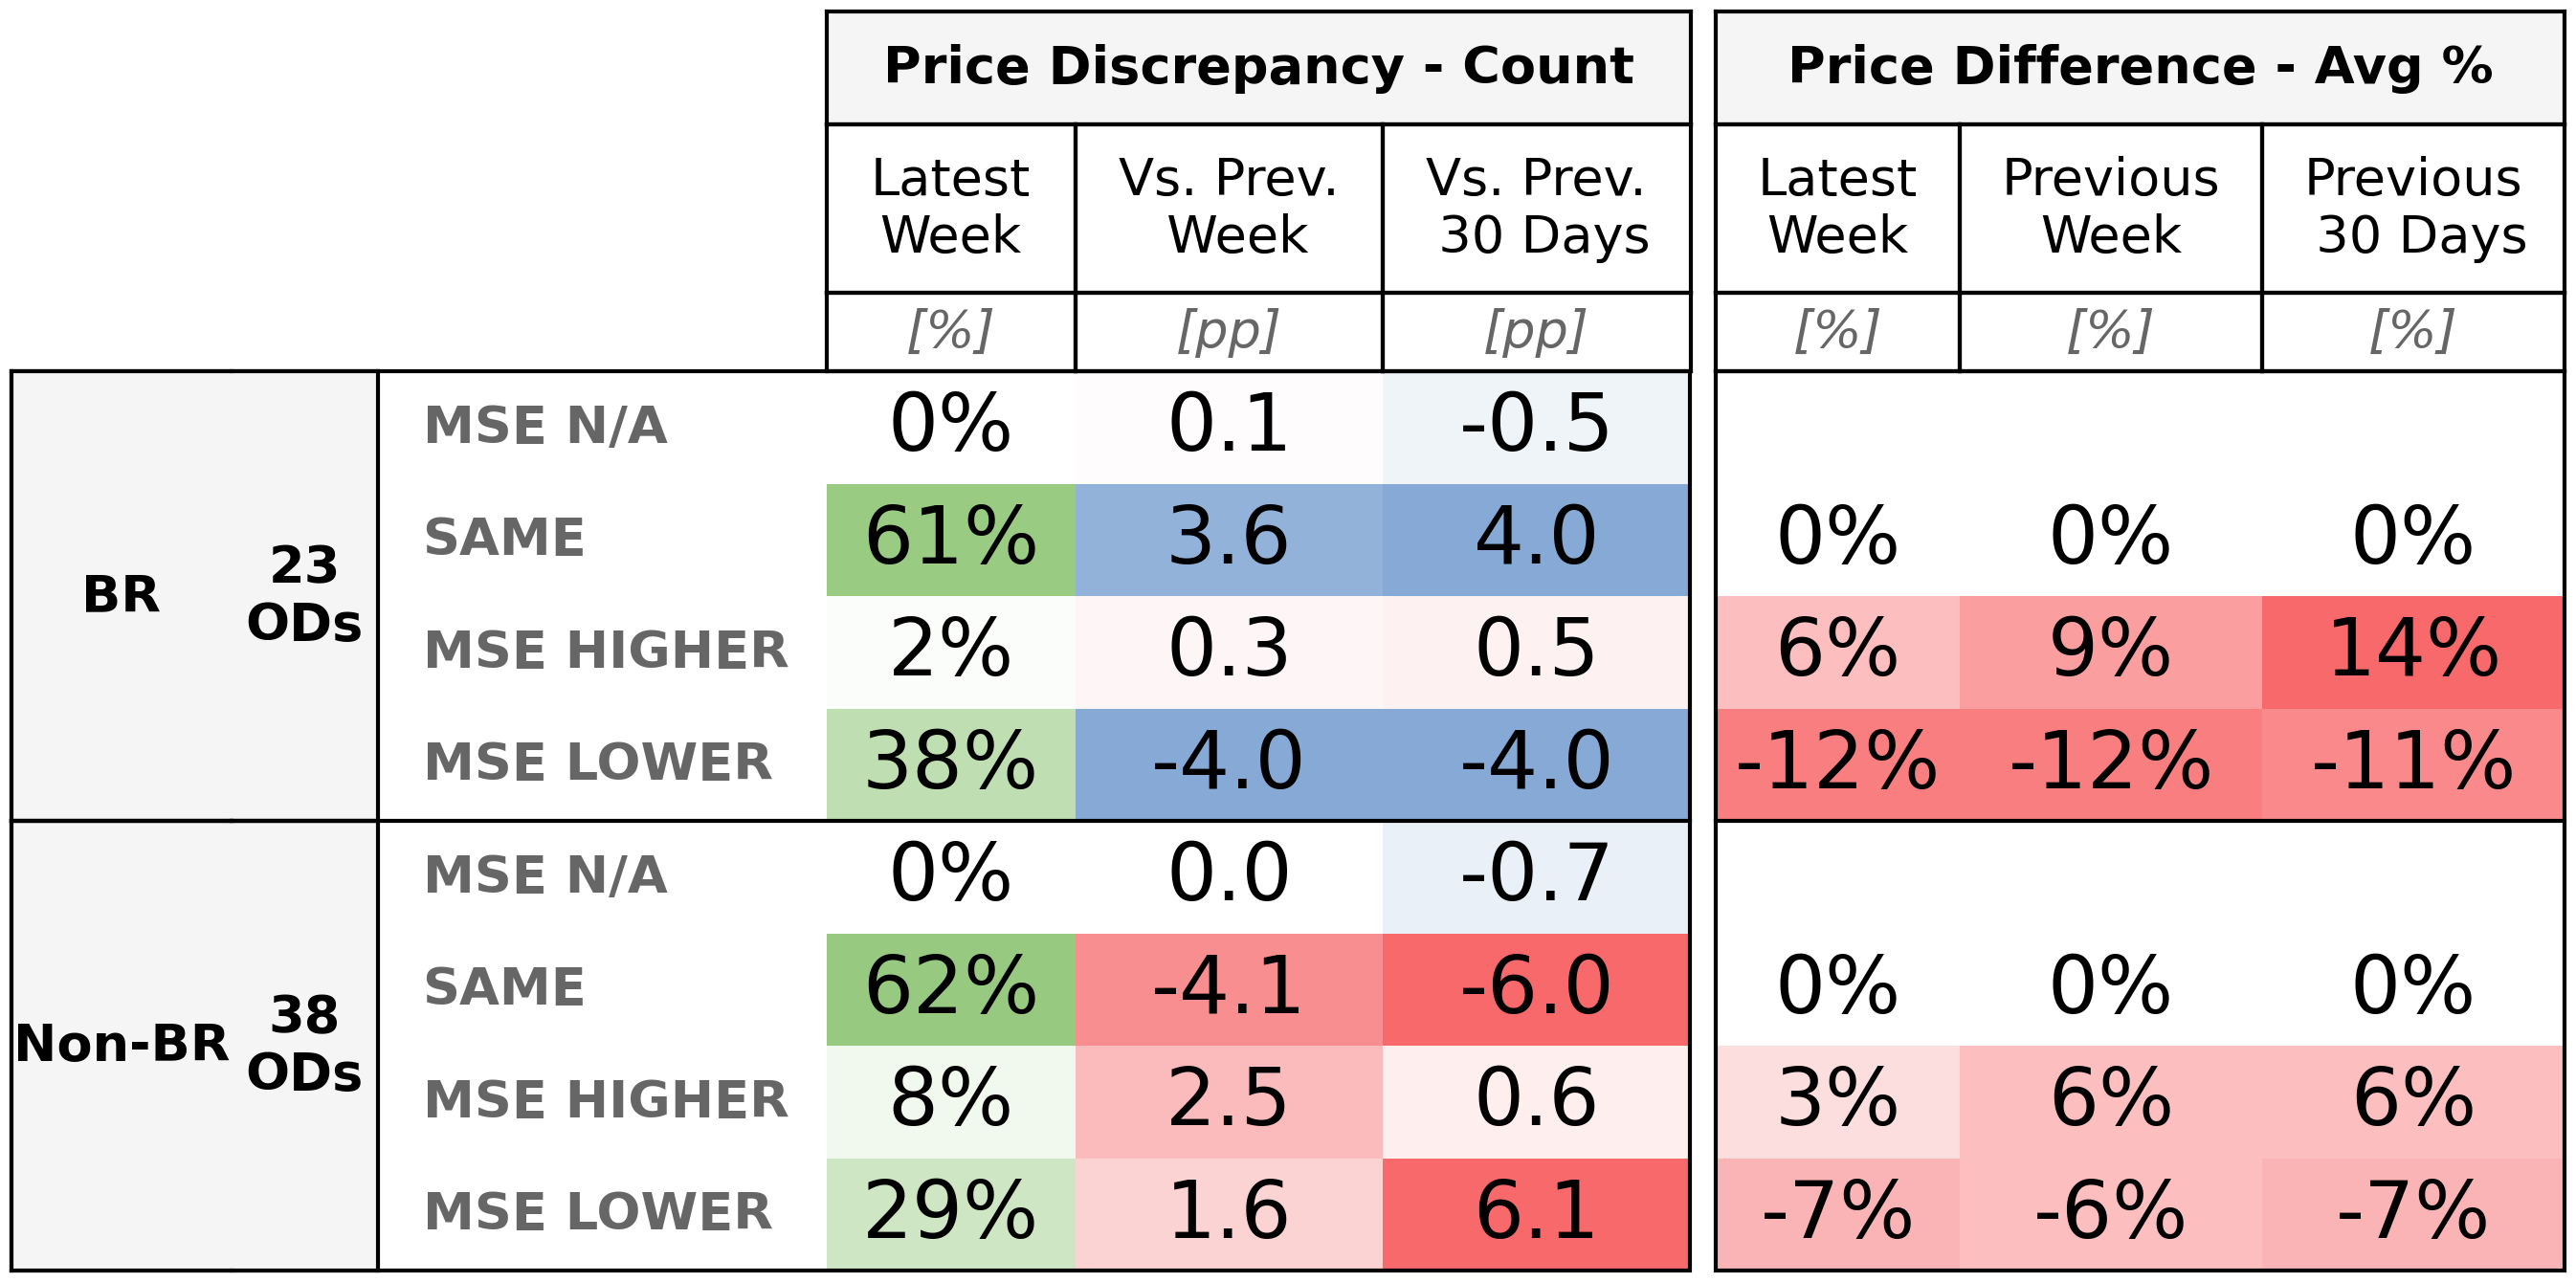 Price Discrepancy - Count
Price Difference - Avg %
Latest Week
Vs. Prev. Week
Vs. Prev. 30 Days
Latest Week
Previous Week
Previous 30 Days
[%] [pp] [pp] [%] [%] [%]
BR
23 ODs
MSE N/A 0% 0.1 -0.5
SAME 61% 3.6 4.0 0% 0% 0%
MSE HIGHER 2% 0.3 0.5 6% 9% 14%
MSE LOWER 38% -4.0 -4.0 -12% -12% -11%
Non-BR
38 ODs
MSE N/A 0% 0.0 -0.7
SAME 62% -4.1 -6.0 0% 0% 0%
MSE HIGHER 8% 2.5 0.6 3% 6% 6%
MSE LOWER 29% 1.6 6.1 -7% -6% -7%